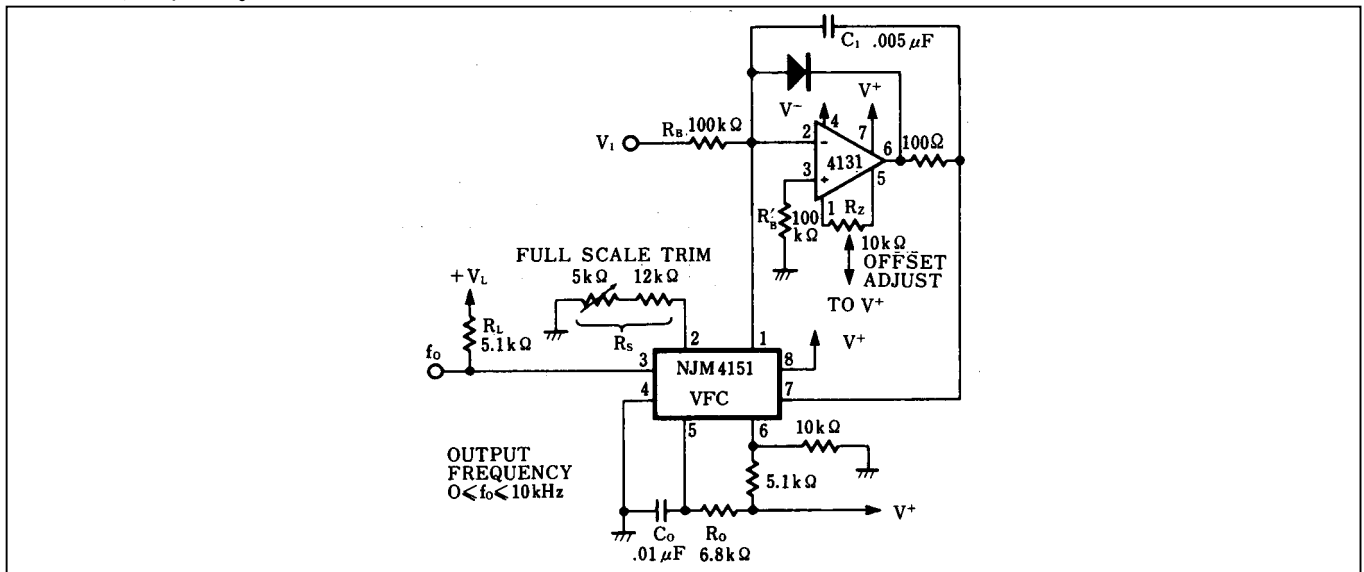 C₁ .005μF
V⁻
V⁺
4
7
R_B 100kΩ
V₁
2
−
6
100Ω
4131
3
+
5
1
R_Z
R'_B 100 kΩ
10kΩ
OFFSET
ADJUST
TO V⁺
FULL SCALE TRIM
5kΩ 12kΩ
R_S
+V_L
R_L
5.1kΩ
f₀
2
1
V⁺
3
NJM4151
8
4
VFC
7
5
6
10kΩ
OUTPUT
FREQUENCY
0≤f₀≤10kHz
5.1kΩ
V⁺
C₀
R₀
.01μF
6.8kΩ